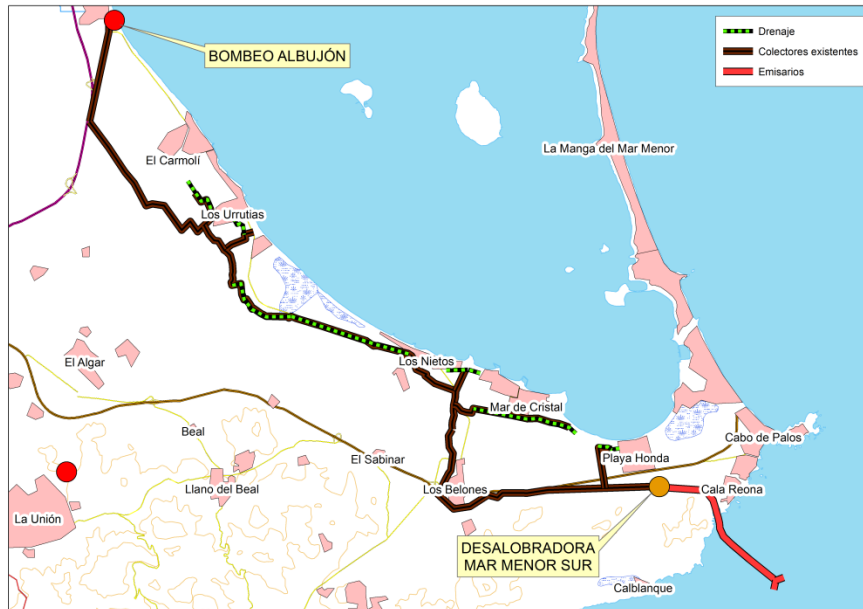 BOMBEO ALBUJÓN
Drenaje
Colectores existentes
Emisarios
El Carmolí
La Manga del Mar Menor
Los Urrutias
El Algar
Los Nietos
Mar de Cristal
Beal
Cabo de Palos
El Sabinar
Playa Honda
Llano del Beal
Los Belones
Cala Reona
La Unión
DESALOBRADORA
MAR MENOR SUR
Calblanque